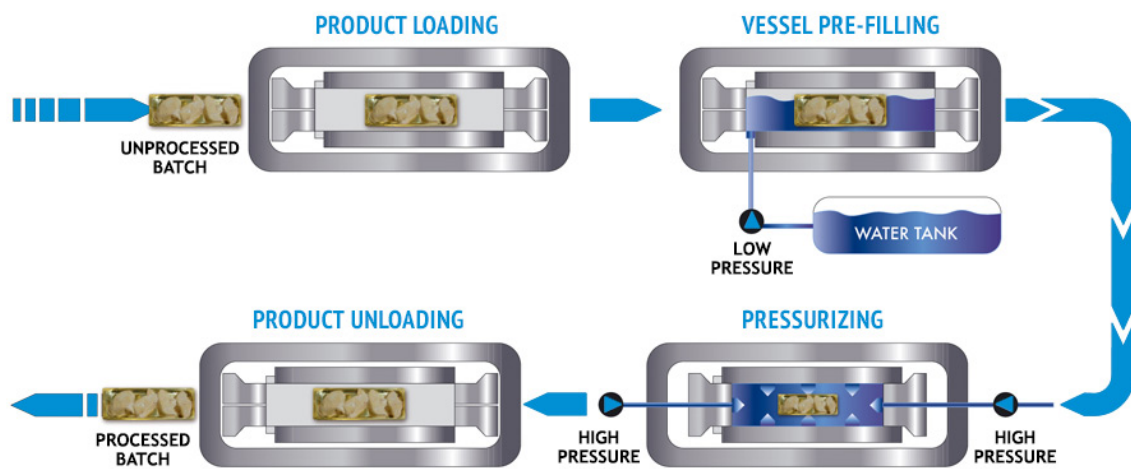 PRODUCT LOADING
VESSEL PRE-FILLING
UNPROCESSED
BATCH
WATER TANK
LOW
PRESSURE
PRODUCT UNLOADING
PRESSURIZING
PROCESSED
BATCH
HIGH
PRESSURE
HIGH
PRESSURE